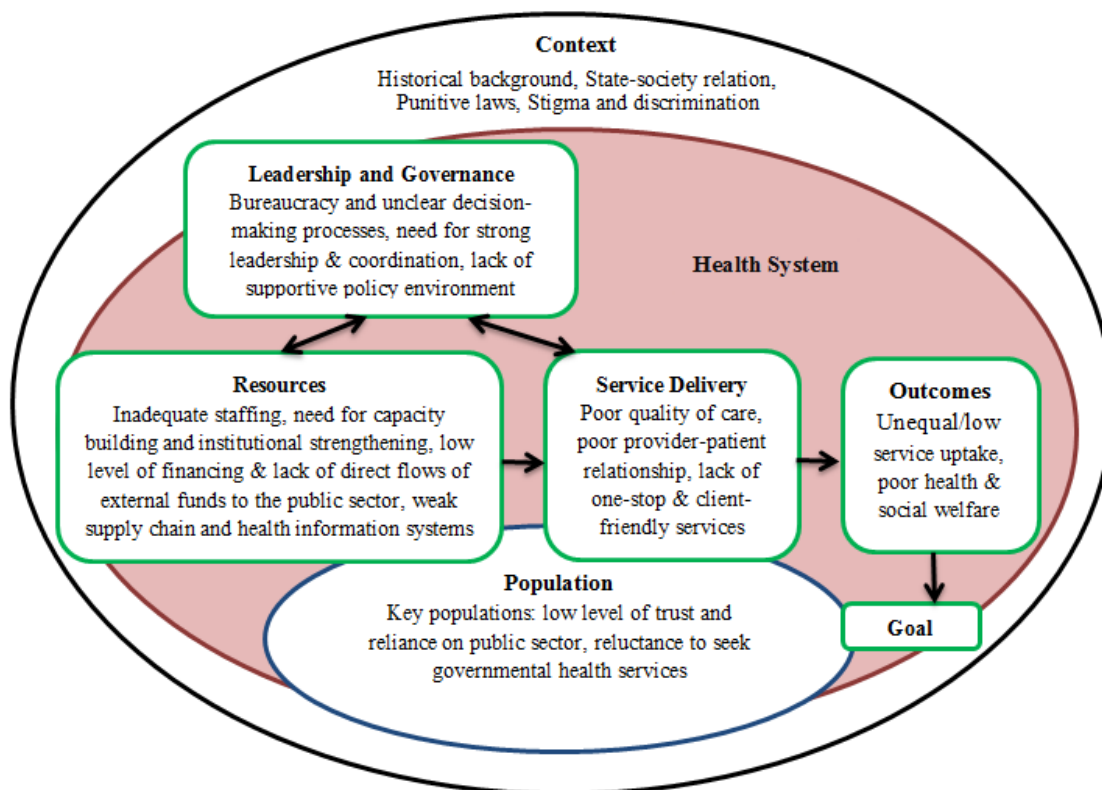 Context
Historical background, State-society relation,
Punitive laws, Stigma and discrimination
Leadership and Governance
Bureaucracy and unclear decision-
making processes, need for strong
leadership & coordination, lack of
supportive policy environment
Health System
Resources
Inadequate staffing, need for capacity
building and institutional strengthening, low
level of financing & lack of direct flows of
external funds to the public sector, weak
supply chain and health information systems
Service Delivery
Poor quality of care,
poor provider-patient
relationship, lack of
one-stop & client-
friendly services
Outcomes
Unequal/low
service uptake,
poor health &
social welfare
Population
Key populations: low level of trust and
reliance on public sector, reluctance to seek
governmental health services
Goal